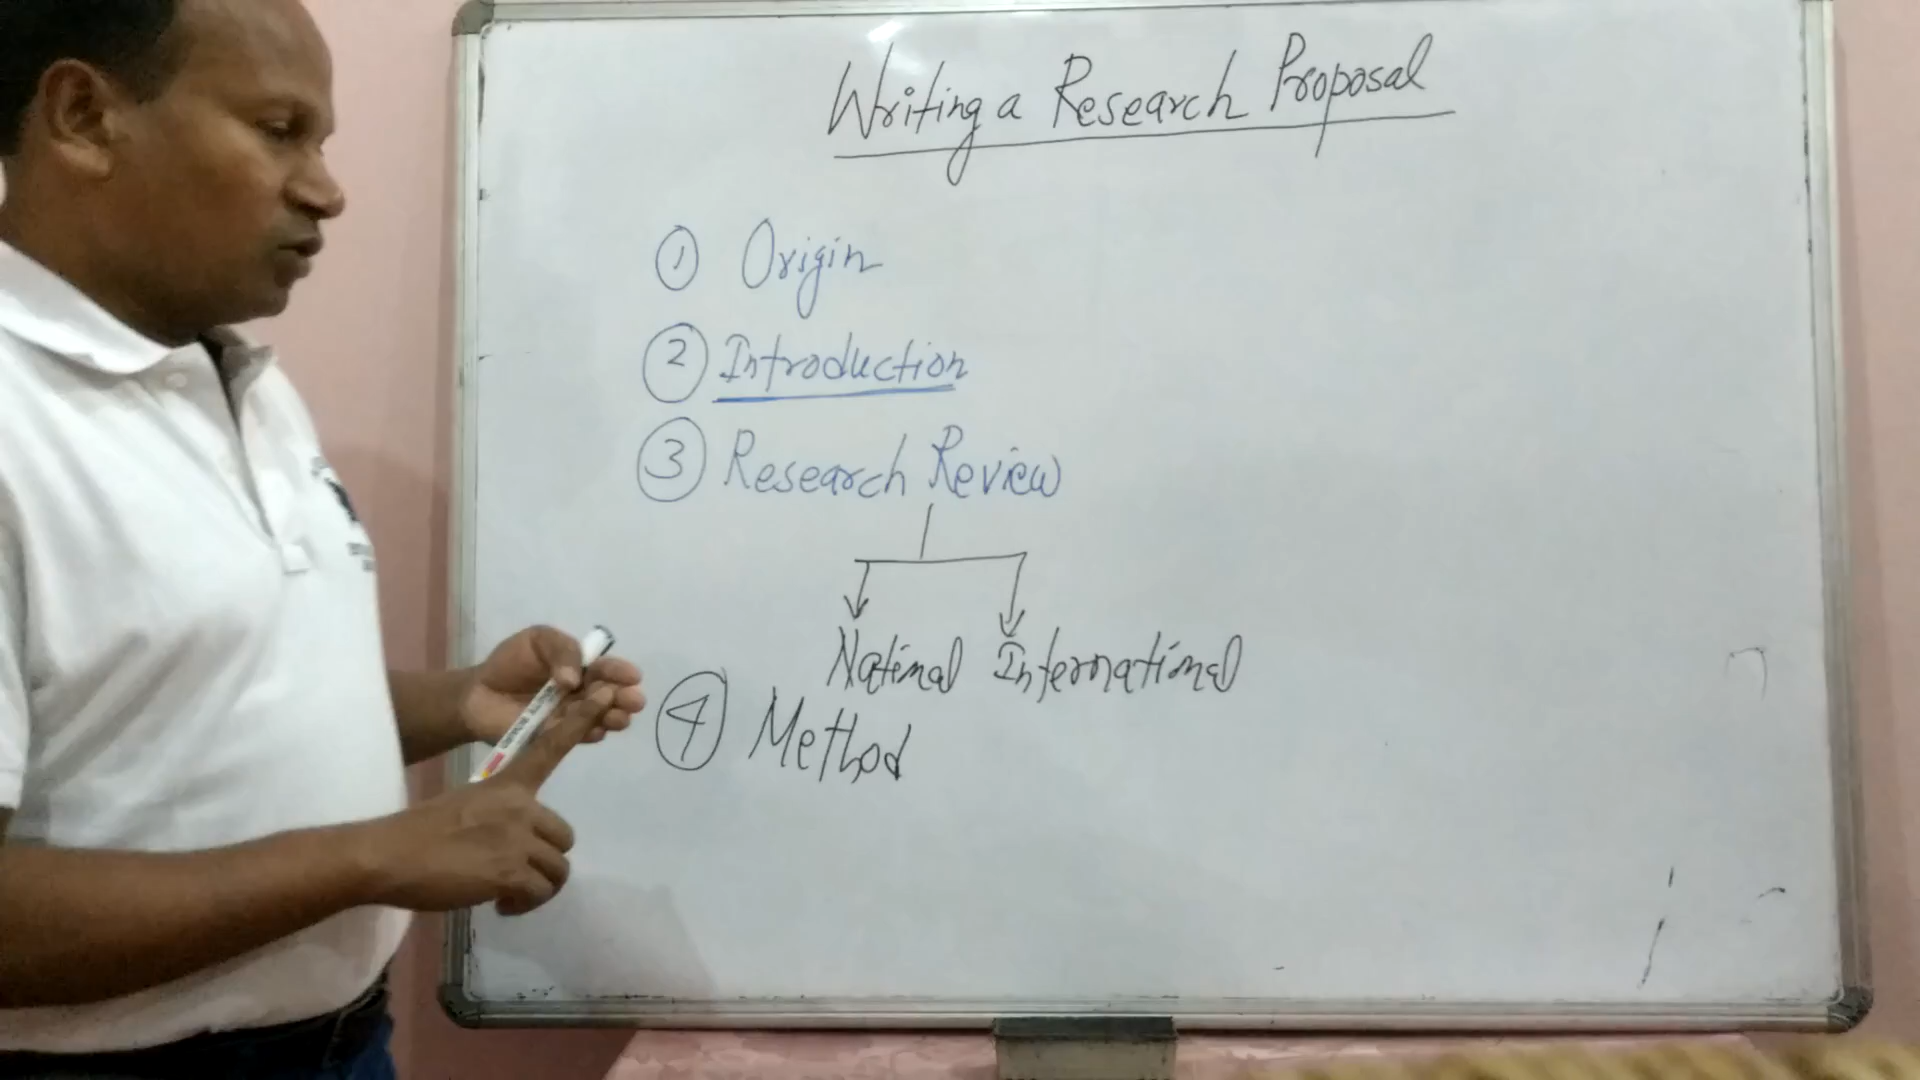 Writing a Research Proposal
① Origin
② Introduction
③ Research Review
National International
④ Method